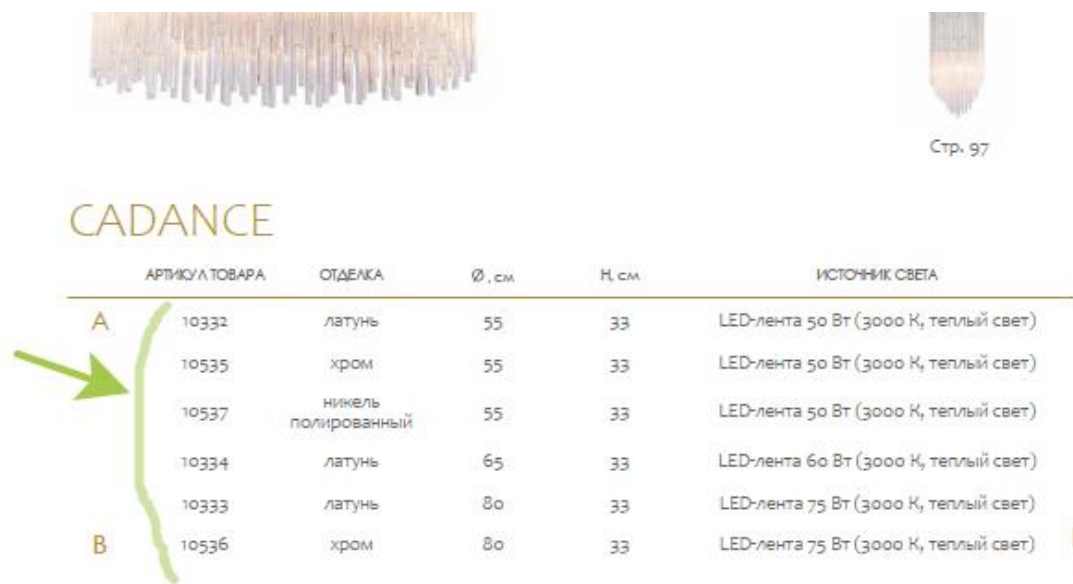 Стр. 97
CADANCE
АРТИКУЛ ТОВАРА ОТДЕЛКА Ø, см H, см ИСТОЧНИК СВЕТА
A 10332 латунь 55 33 LED-лента 50 Вт (3000 К, теплый свет)
10535 хром 55 33 LED-лента 50 Вт (3000 К, теплый свет)
10537 никель полированный 55 33 LED-лента 50 Вт (3000 К, теплый свет)
10334 латунь 65 33 LED-лента 60 Вт (3000 К, теплый свет)
10333 латунь 80 33 LED-лента 75 Вт (3000 К, теплый свет)
B 10536 хром 80 33 LED-лента 75 Вт (3000 К, теплый свет)